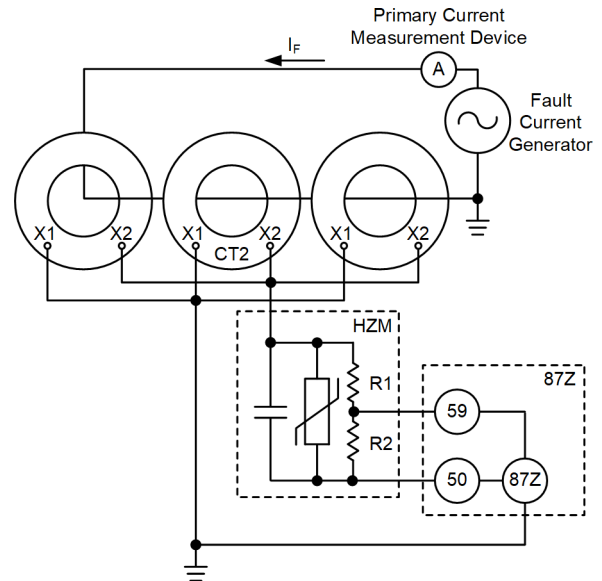 Primary Current
Measurement Device
I_F
A
Fault
Current
Generator
X1 X2 X1 X2 X1 X2
CT2
HZM
87Z
R1
59
R2
50 87Z